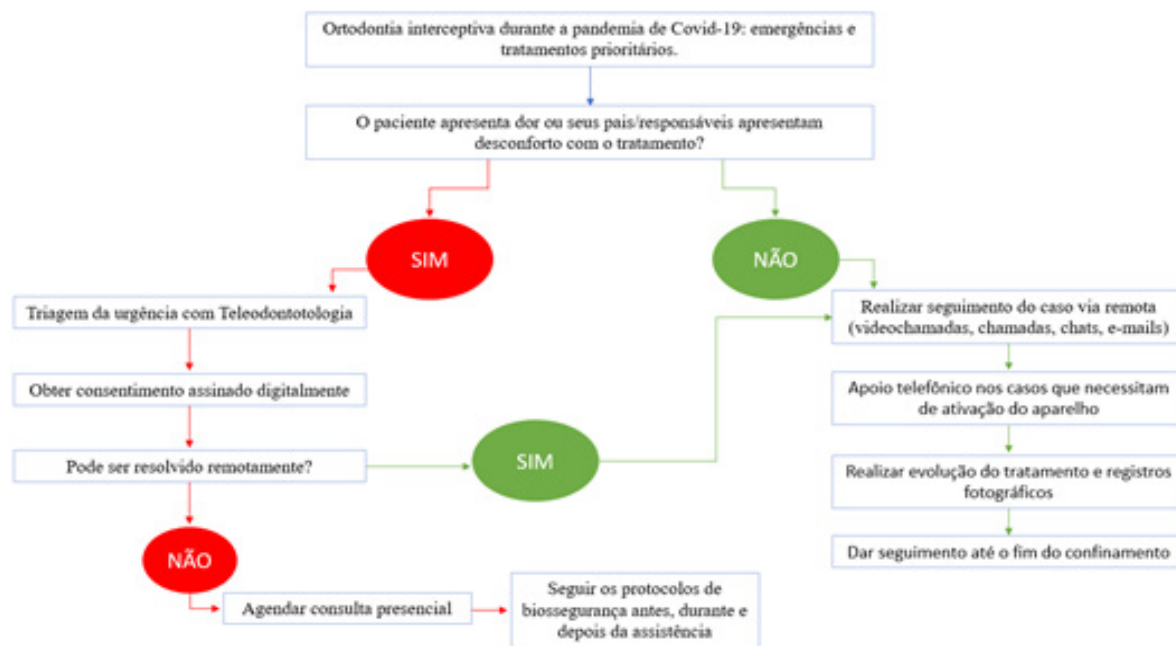 Ortodontia interceptiva durante a pandemia de Covid-19: emergências e
tratamentos prioritários.
O paciente apresenta dor ou seus pais/responsáveis apresentam
desconforto com o tratamento?
SIM
NÃO
Triagem da urgência com Teleodontotologia
Realizar seguimento do caso via remota
(videochamadas, chamadas, chats, e-mails)
Obter consentimento assinado digitalmente
Apoio telefônico nos casos que necessitam
de ativação do aparelho
Pode ser resolvido remotamente?
SIM
Realizar evolução do tratamento e registros
fotográficos
NÃO
Dar seguimento até o fim do confinamento
Agendar consulta presencial
Seguir os protocolos de
biossegurança antes, durante e
depois da assistência